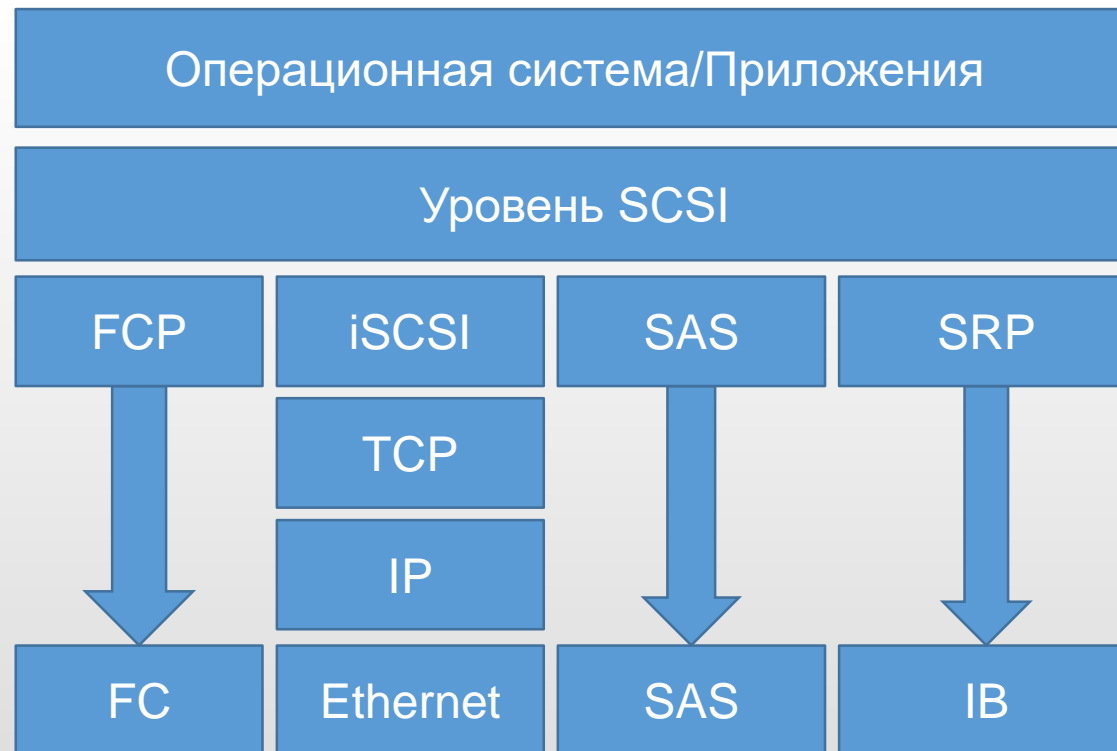 Операционная система/Приложения
Уровень SCSI
FCP
iSCSI
SAS
SRP
TCP
IP
FC
Ethernet
SAS
IB